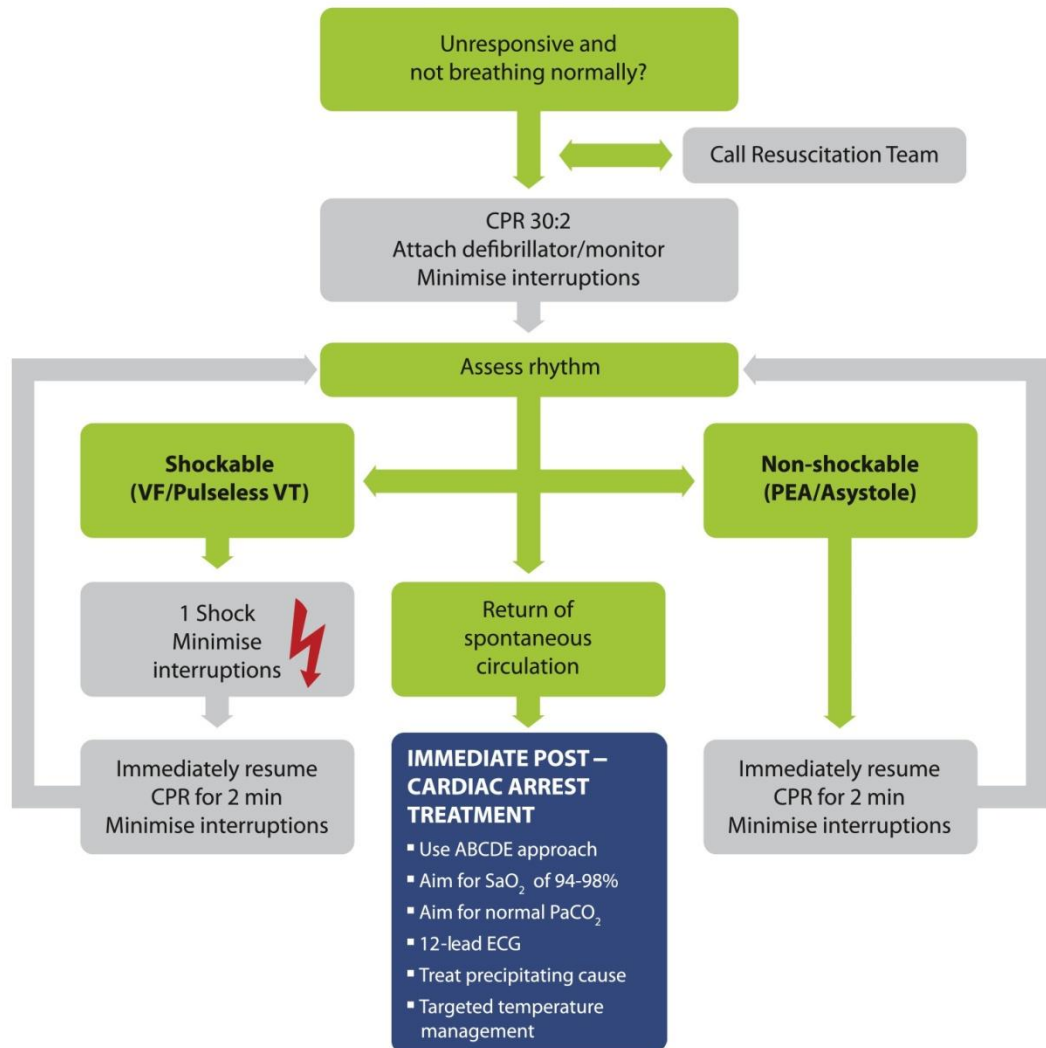 Unresponsive and
not breathing normally?
Call Resuscitation Team
CPR 30:2
Attach defibrillator/monitor
Minimise interruptions
Assess rhythm
Shockable
(VF/Pulseless VT)
Non-shockable
(PEA/Asystole)
1 Shock
Minimise
interruptions
Return of
spontaneous
circulation
Immediately resume
CPR for 2 min
Minimise interruptions
IMMEDIATE POST –
CARDIAC ARREST
TREATMENT
▪ Use ABCDE approach
▪ Aim for SaO₂ of 94-98%
▪ Aim for normal PaCO₂
▪ 12-lead ECG
▪ Treat precipitating cause
▪ Targeted temperature
management
Immediately resume
CPR for 2 min
Minimise interruptions